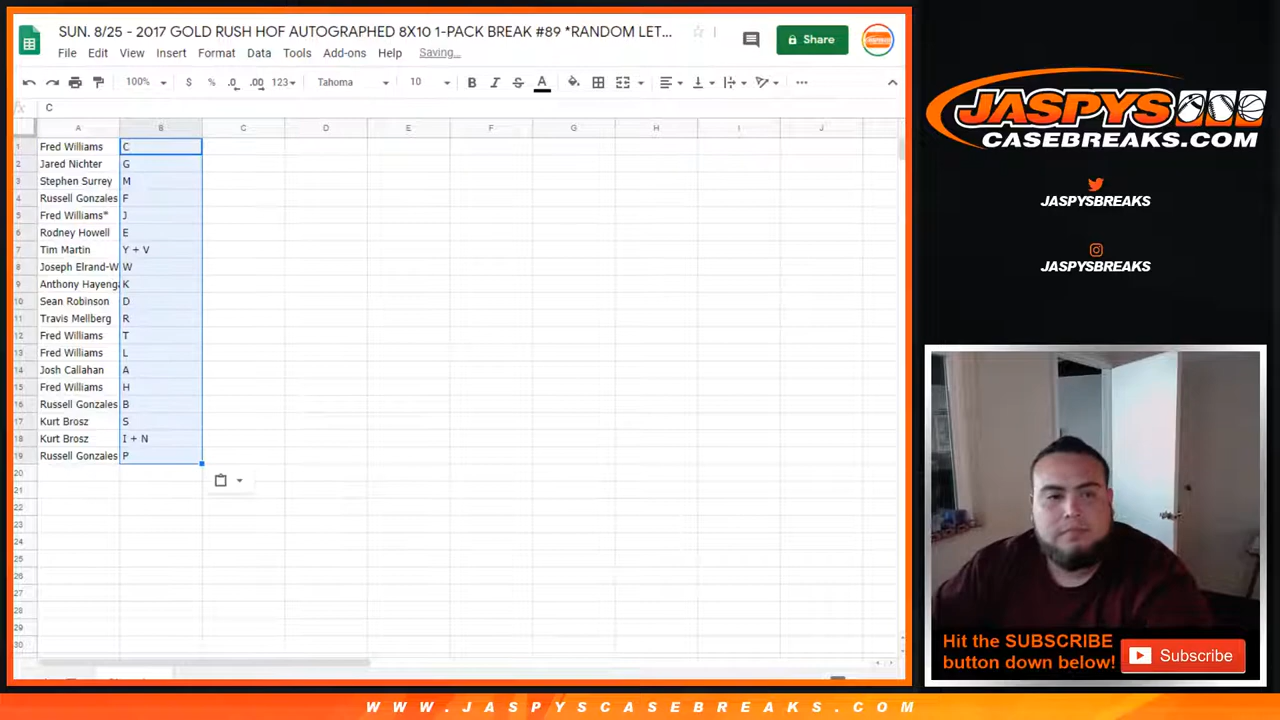 SUN. 8/25 - 2017 GOLD RUSH HOF AUTOGRAPHED 8X10 1-PACK BREAK #89 *RANDOM LET...
Share
File Edit View Insert Format Data Tools Add-ons Help Saving...
100% $ % .0 .00 123 Tahoma 10 B I S A
fx C
A B C D E F G H I J
1 Fred Williams C
2 Jared Nichter G
3 Stephen Surrey M
4 Russell Gonzales F
5 Fred Williams* J
6 Rodney Howell E
7 Tim Martin Y + V
8 Joseph Elrand-W W
9 Anthony Hayenga K
10 Sean Robinson D
11 Travis Mellberg R
12 Fred Williams T
13 Fred Williams L
14 Josh Callahan A
15 Fred Williams H
16 Russell Gonzales B
17 Kurt Brosz S
18 Kurt Brosz I + N
19 Russell Gonzales P
20
21
22
23
24
25
26
27
28
29
30
JASPYS
CASEBREAKS.COM
JASPYSBREAKS
JASPYSBREAKS
Hit the SUBSCRIBE
button down below!
Subscribe
WWW.JASPYSCASEBREAKS.COM